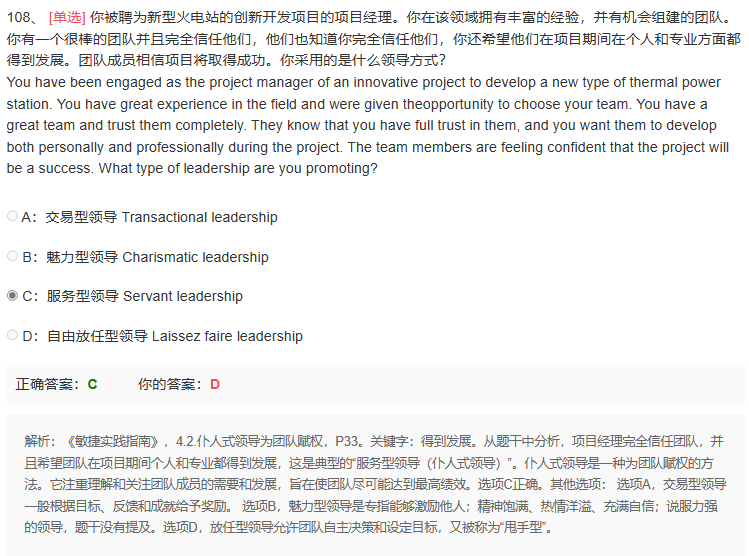 108、 [单选] 你被聘为新型火电站的创新开发项目的项目经理。你在该领域拥有丰富的经验，并有机会组建的团队。
你有一个很棒的团队并且完全信任他们，他们也知道你完全信任他们，你还希望他们在项目期间在个人和专业方面都
得到发展。团队成员相信项目将取得成功。你采用的是什么领导方式？
You have been engaged as the project manager of an innovative project to develop a new type of thermal power
station. You have great experience in the field and were given theopportunity to choose your team. You have a
great team and trust them completely. They know that you have full trust in them, and you want them to develop
both personally and professionally during the project. The team members are feeling confident that the project will
be a success. What type of leadership are you promoting?
A：交易型领导 Transactional leadership
B：魅力型领导 Charismatic leadership
C：服务型领导 Servant leadership
D：自由放任型领导 Laissez faire leadership
正确答案：C 你的答案：D
解析：《敏捷实践指南》，4.2.仆人式领导为团队赋权，P33。关键字：得到发展。从题干中分析，项目经理完全信任团队，并
且希望团队在项目期间个人和专业都得到发展，这是典型的“服务型领导（仆人式领导）”。仆人式领导是一种为团队赋权的方
法。它注重理解和关注团队成员的需要和发展，旨在使团队尽可能达到最高绩效。选项C正确。其他选项： 选项A，交易型领导
一般根据目标、反馈和成就给予奖励。 选项B，魅力型领导是专指能够激励他人；精神饱满、热情洋溢、充满自信；说服力强
的领导，题干没有提及。选项D，放任型领导允许团队自主决策和设定目标，又被称为“甩手型”。